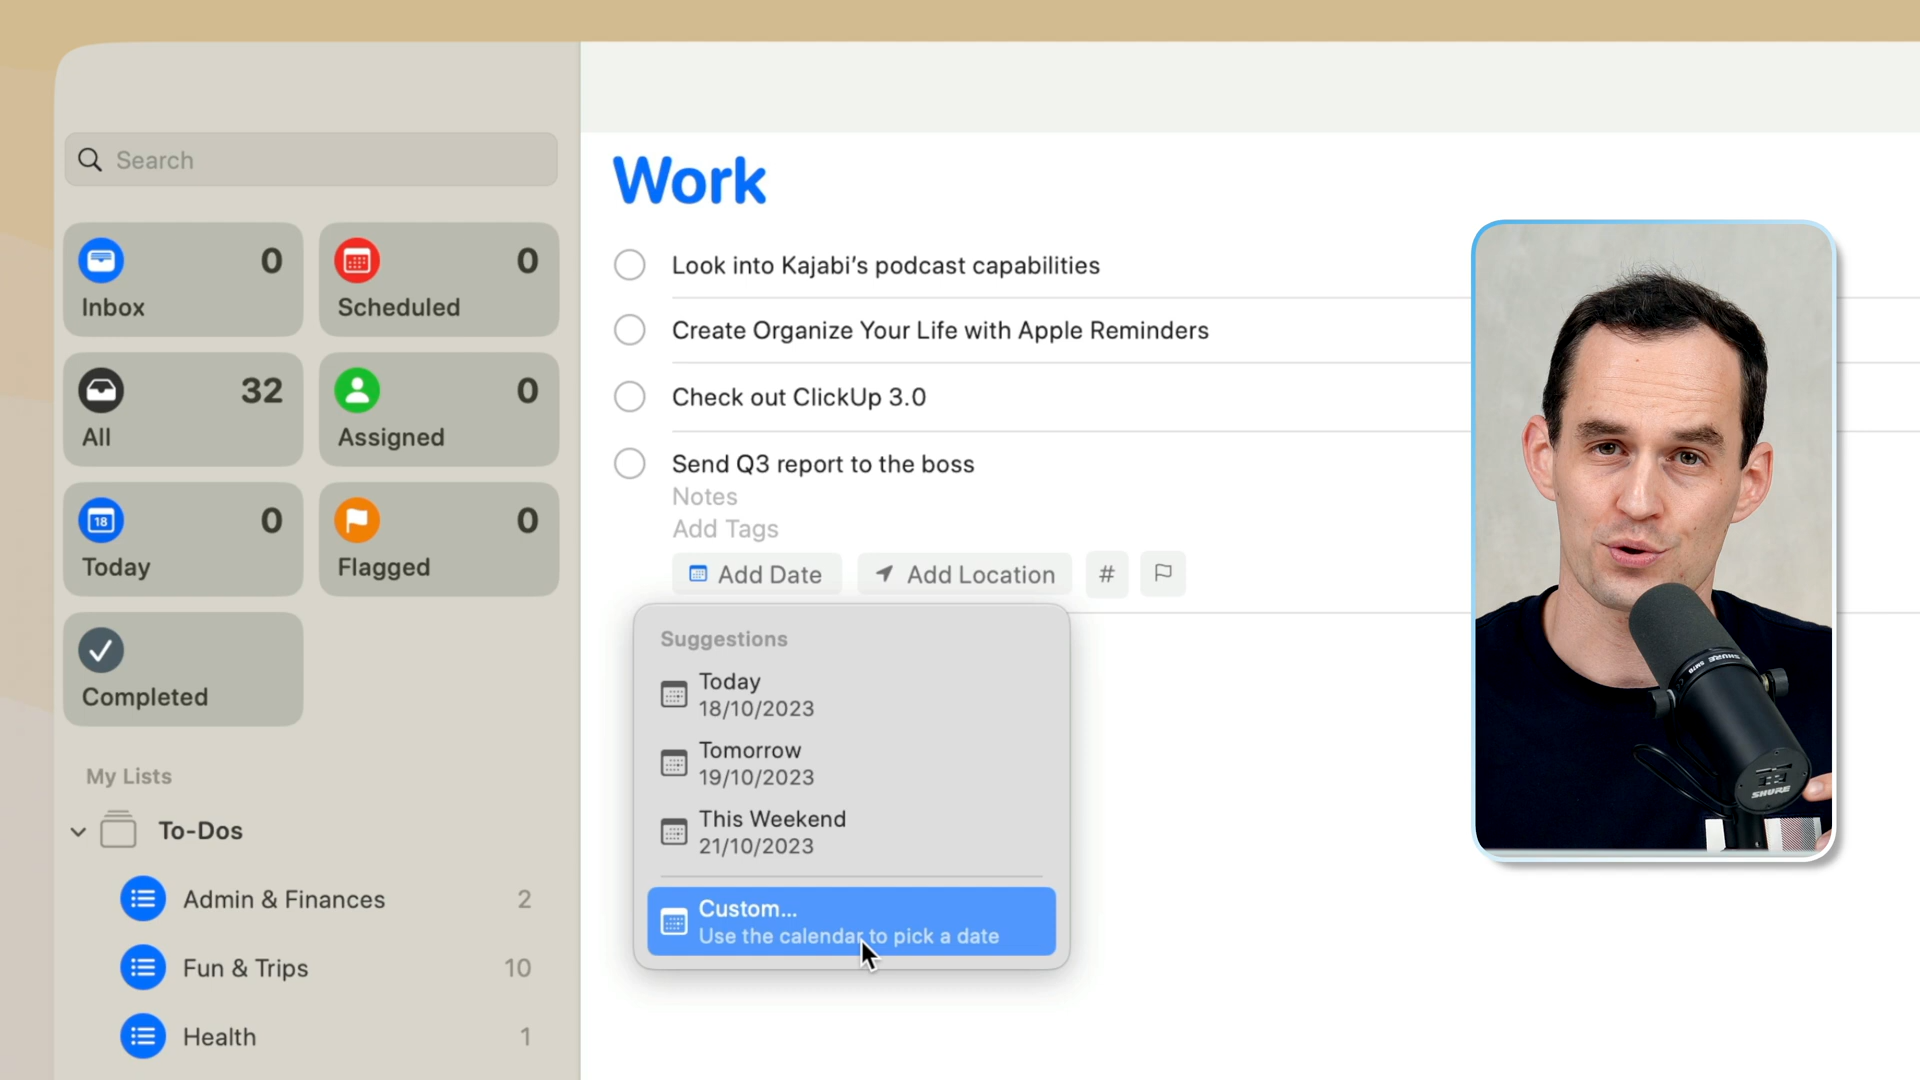 Search
Inbox
0
Scheduled
0
All
32
Assigned
0
18
Today
0
Flagged
0
Completed
My Lists
To-Dos
Admin & Finances
2
Fun & Trips
10
Health
1
Work
Look into Kajabi’s podcast capabilities
Create Organize Your Life with Apple Reminders
Check out ClickUp 3.0
Send Q3 report to the boss
Notes
Add Tags
Add Date
Add Location
#
Suggestions
Today
18/10/2023
Tomorrow
19/10/2023
This Weekend
21/10/2023
Custom...
Use the calendar to pick a date
SHURE SM7B
SHURE